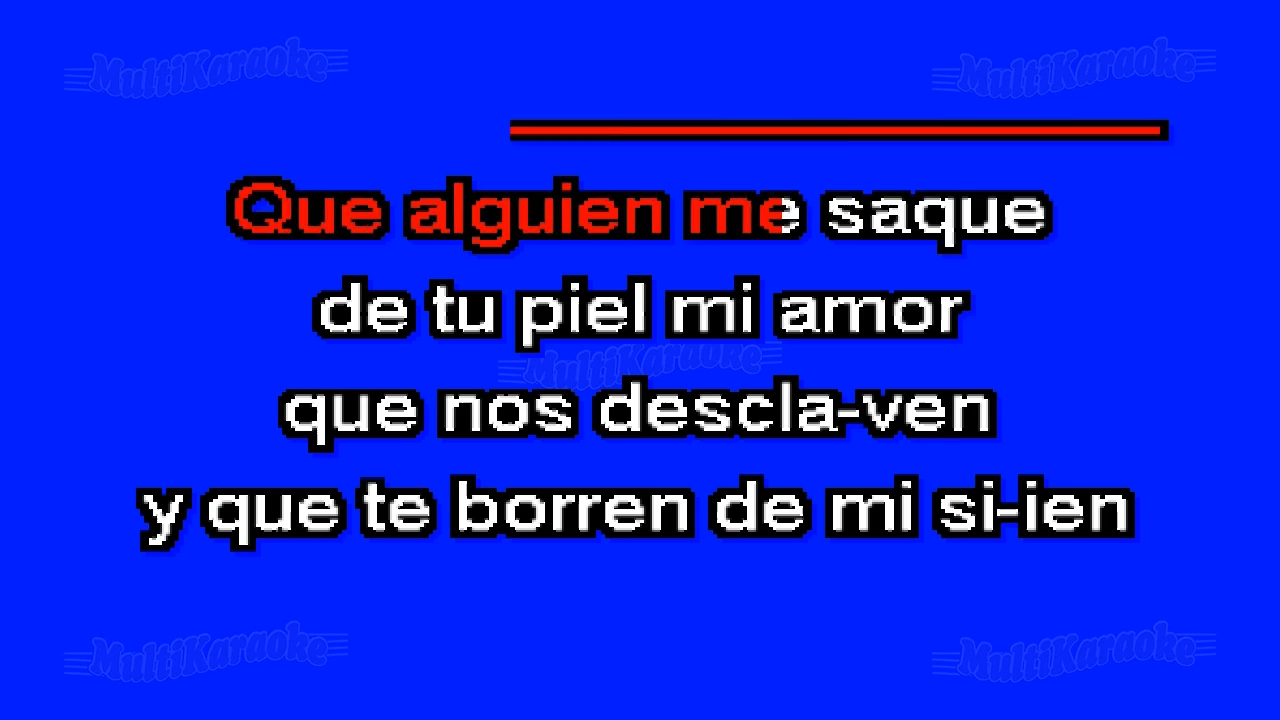 MultiKaraoke MultiKaraoke
Que alguien me saque
de tu piel mi amor
MultiKaraoke
que nos descla-ven
y que te borren de mi si-ien
MultiKaraoke MultiKaraoke